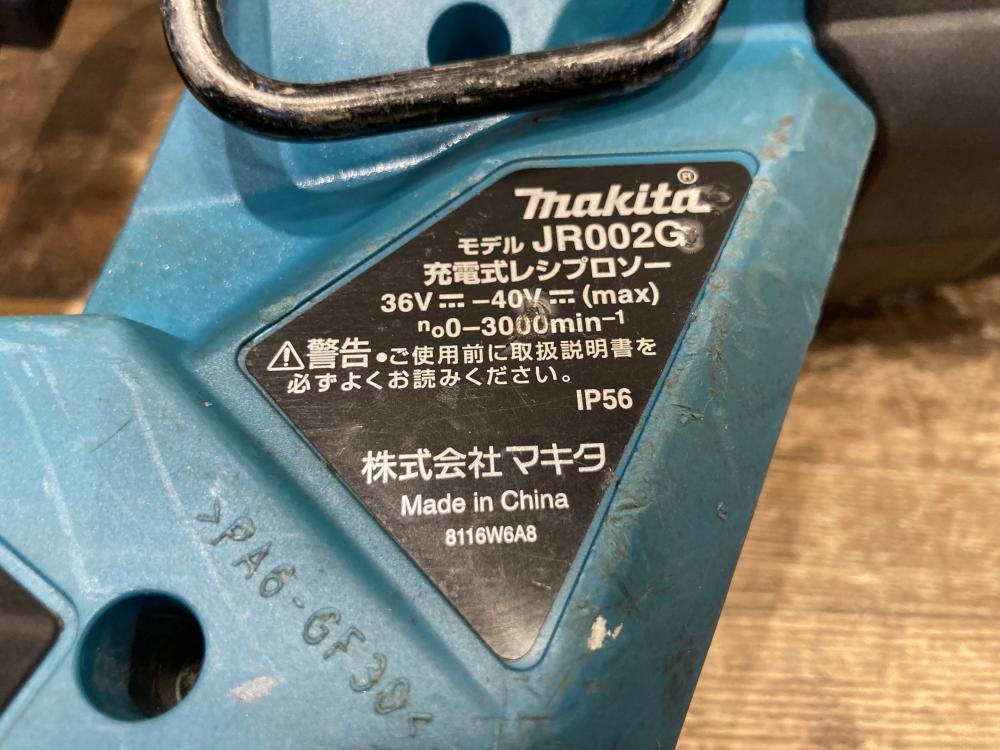 makita®
モデル JR002G
充電式レシプロソー
36V⎓–40V⎓(max)
n₀0–3000min⁻¹
⚠警告●ご使用前に取扱説明書を
必ずよくお読みください。
IP56
株式会社マキタ
Made in China
8116W6A8
>PA6-GF30